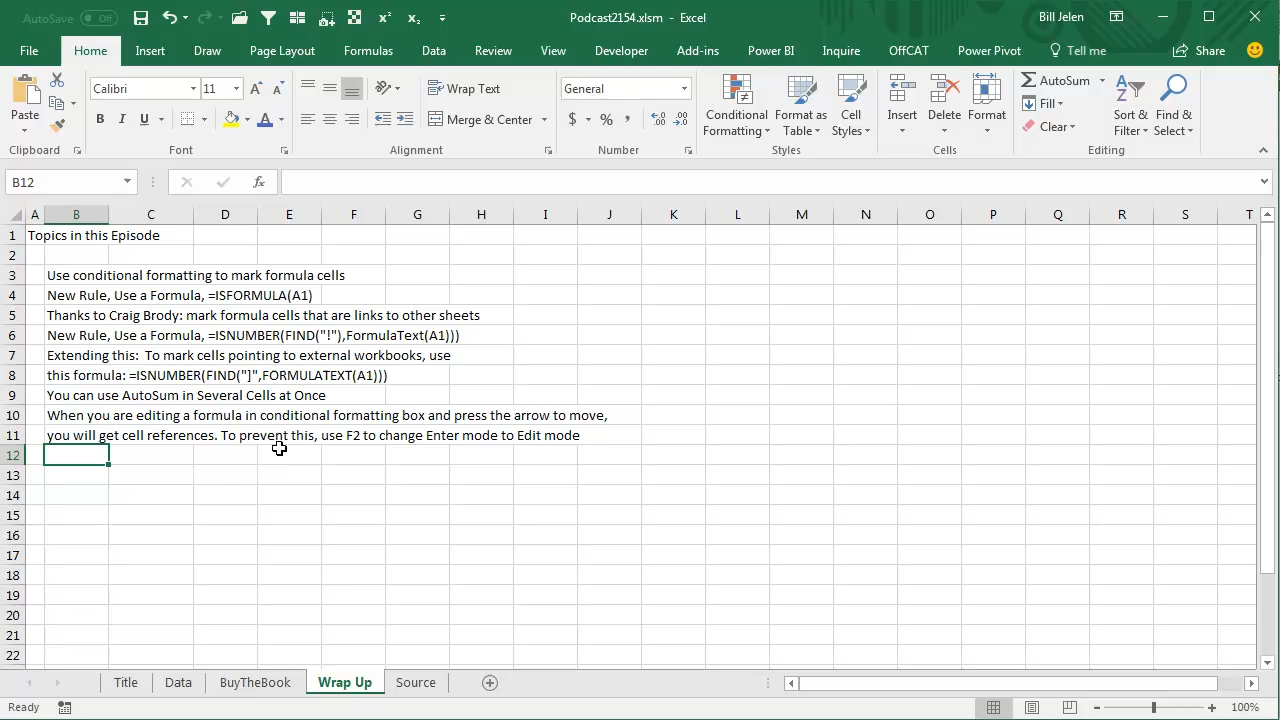 AutoSave Off Podcast2154.xlsm - Excel Bill Jelen
File Home Insert Draw Page Layout Formulas Data Review View Developer Add-ins Power BI Inquire OffCAT Power Pivot Tell me Share
Paste
Calibri 11
B I U
Wrap Text
Merge & Center
General
$ % ,
Conditional Formatting
Format as Table
Cell Styles
Insert
Delete
Format
AutoSum
Fill
Clear
Sort & Filter
Find & Select
Clipboard Font Alignment Number Styles Cells Editing
B12 fx
A B C D E F G H I J K L M N O P Q R S T
1 Topics in this Episode
2
3 Use conditional formatting to mark formula cells
4 New Rule, Use a Formula, =ISFORMULA(A1)
5 Thanks to Craig Brody: mark formula cells that are links to other sheets
6 New Rule, Use a Formula, =ISNUMBER(FIND("!"),FormulaText(A1)))
7 Extending this:  To mark cells pointing to external workbooks, use
8 this formula: =ISNUMBER(FIND("]",FORMULATEXT(A1)))
9 You can use AutoSum in Several Cells at Once
10 When you are editing a formula in conditional formatting box and press the arrow to move,
11 you will get cell references. To prevent this, use F2 to change Enter mode to Edit mode
12
13
14
15
16
17
18
19
20
21
22
Title Data BuyTheBook Wrap Up Source
Ready 100%